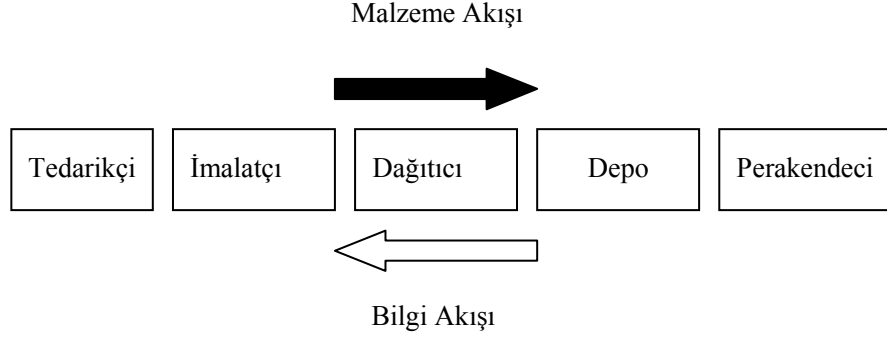 Malzeme Akışı
Tedarikçi İmalatçı Dağıtıcı Depo Perakendeci
Bilgi Akışı